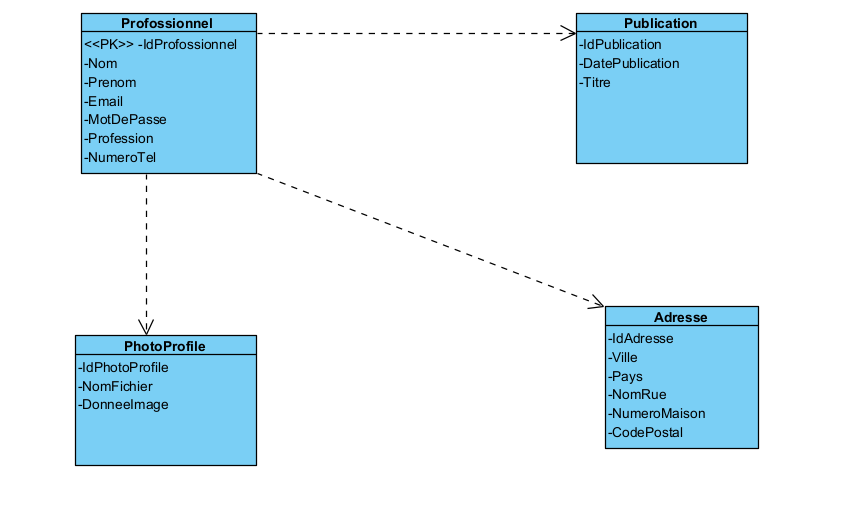 Profossionnel
<<PK>> -IdProfossionnel
-Nom
-Prenom
-Email
-MotDePasse
-Profession
-NumeroTel
Publication
-IdPublication
-DatePublication
-Titre
PhotoProfile
-IdPhotoProfile
-NomFichier
-DonneeImage
Adresse
-IdAdresse
-Ville
-Pays
-NomRue
-NumeroMaison
-CodePostal